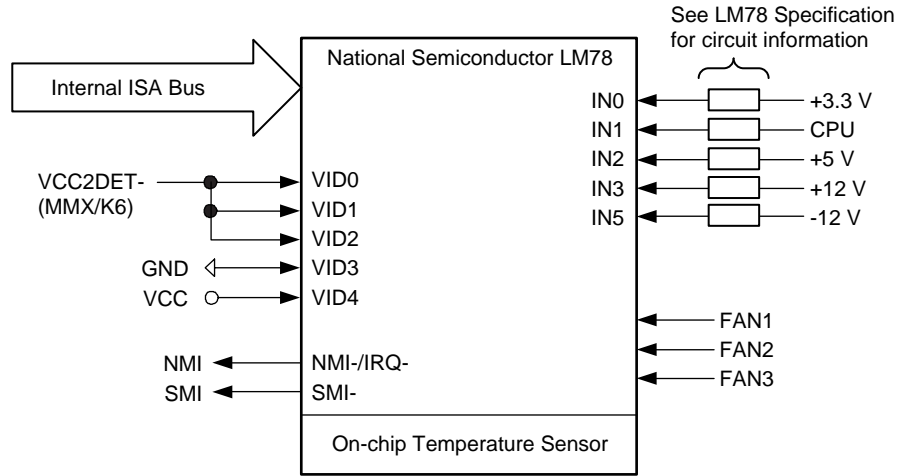 See LM78 Specification
for circuit information
National Semiconductor LM78
Internal ISA Bus
IN0
+3.3 V
IN1
CPU
IN2
+5 V
IN3
+12 V
IN5
-12 V
VCC2DET-
(MMX/K6)
VID0
VID1
VID2
GND
VID3
VCC
VID4
FAN1
FAN2
FAN3
NMI
NMI-/IRQ-
SMI
SMI-
On-chip Temperature Sensor